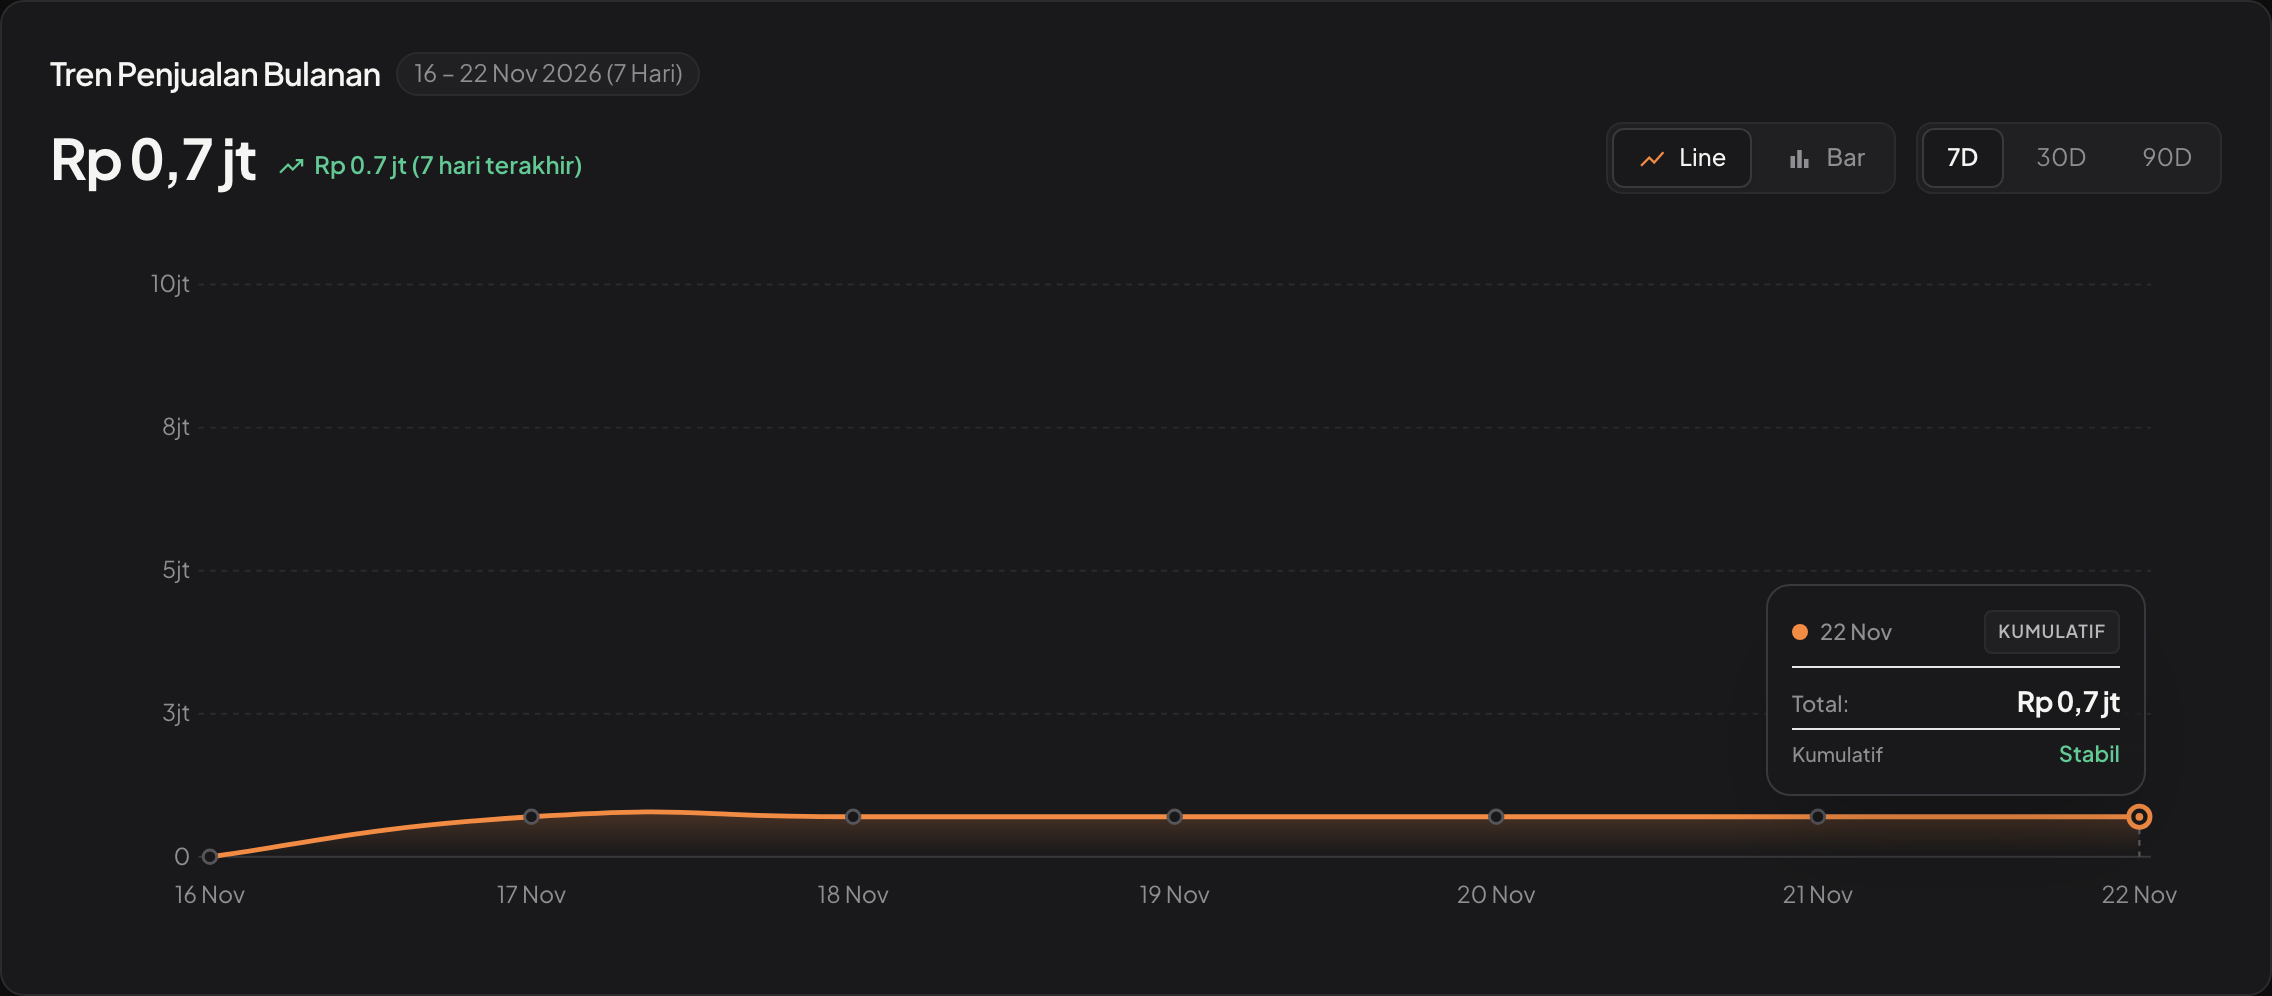 Tren Penjualan Bulanan 16 – 22 Nov 2026 (7 Hari)
Rp 0,7 jt Rp 0.7 jt (7 hari terakhir)
Line Bar 7D 30D 90D
10jt
8jt
5jt
3jt
0
22 Nov KUMULATIF
Total: Rp 0,7 jt
Kumulatif Stabil
16 Nov 17 Nov 18 Nov 19 Nov 20 Nov 21 Nov 22 Nov